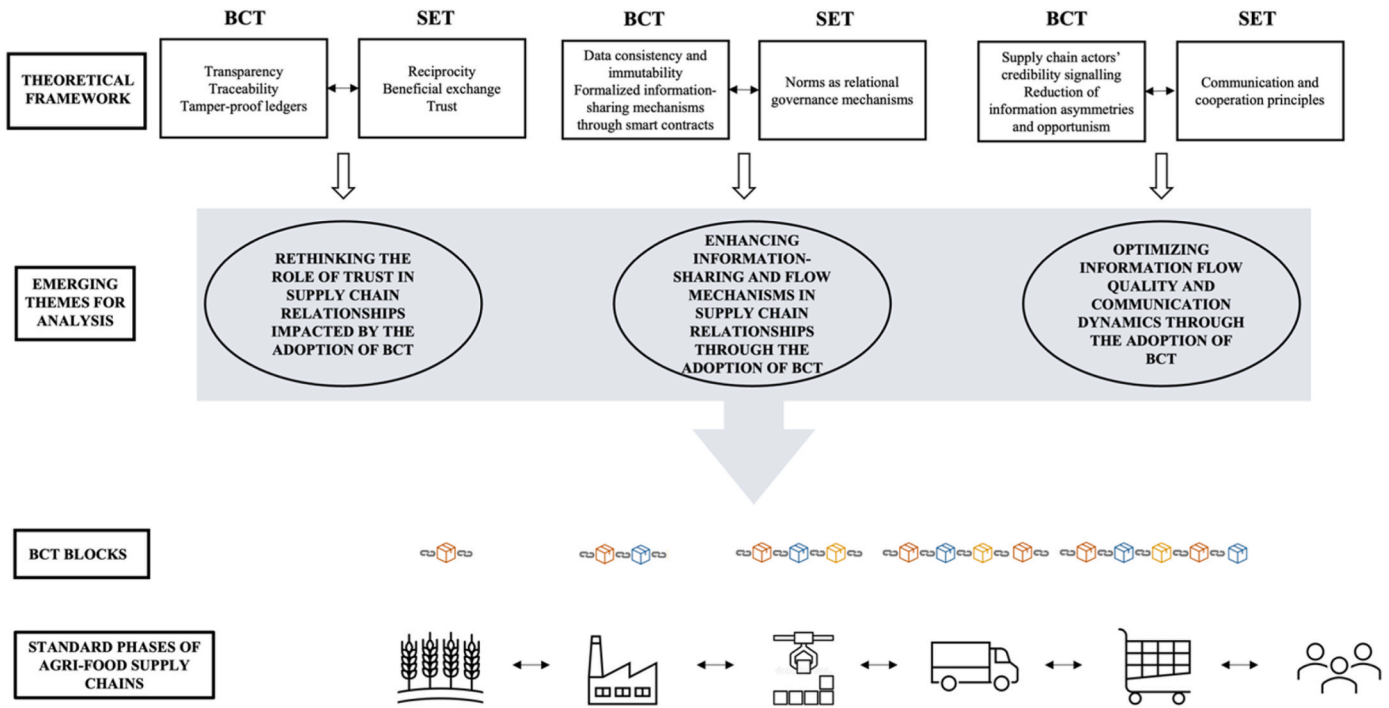 BCT
SET
BCT
SET
BCT
SET
THEORETICAL
FRAMEWORK
Transparency
Traceability
Tamper-proof ledgers
Reciprocity
Beneficial exchange
Trust
Data consistency and
immutability
Formalized information-
sharing mechanisms
through smart contracts
Norms as relational
governance mechanisms
Supply chain actors'
credibility signalling
Reduction of
information asymmetries
and opportunism
Communication and
cooperation principles
EMERGING
THEMES FOR
ANALYSIS
RETHINKING THE
ROLE OF TRUST IN
SUPPLY CHAIN
RELATIONSHIPS
IMPACTED BY THE
ADOPTION OF BCT
ENHANCING
INFORMATION-
SHARING AND FLOW
MECHANISMS IN
SUPPLY CHAIN
RELATIONSHIPS
THROUGH THE
ADOPTION OF BCT
OPTIMIZING
INFORMATION FLOW
QUALITY AND
COMMUNICATION
DYNAMICS THROUGH
THE ADOPTION OF
BCT
BCT BLOCKS
STANDARD PHASES OF
AGRI-FOOD SUPPLY
CHAINS